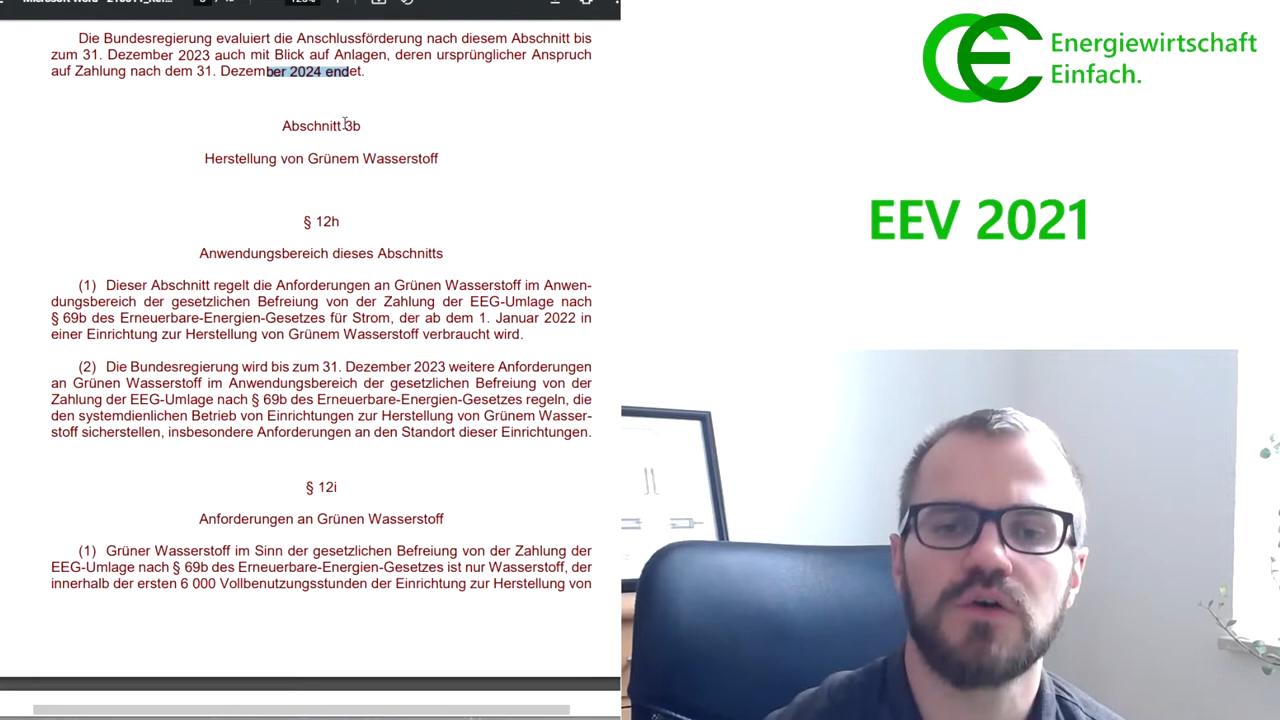 Die Bundesregierung evaluiert die Anschlussförderung nach diesem Abschnitt bis
zum 31. Dezember 2023 auch mit Blick auf Anlagen, deren ursprünglicher Anspruch
auf Zahlung nach dem 31. Dezember 2024 endet.
Abschnitt 3b
Herstellung von Grünem Wasserstoff
§ 12h
Anwendungsbereich dieses Abschnitts
(1) Dieser Abschnitt regelt die Anforderungen an Grünen Wasserstoff im Anwen-
dungsbereich der gesetzlichen Befreiung von der Zahlung der EEG-Umlage nach
§ 69b des Erneuerbare-Energien-Gesetzes für Strom, der ab dem 1. Januar 2022 in
einer Einrichtung zur Herstellung von Grünem Wasserstoff verbraucht wird.
(2) Die Bundesregierung wird bis zum 31. Dezember 2023 weitere Anforderungen
an Grünen Wasserstoff im Anwendungsbereich der gesetzlichen Befreiung von der
Zahlung der EEG-Umlage nach § 69b des Erneuerbare-Energien-Gesetzes regeln, die
den systemdienlichen Betrieb von Einrichtungen zur Herstellung von Grünem Wasser-
stoff sicherstellen, insbesondere Anforderungen an den Standort dieser Einrichtungen.
§ 12i
Anforderungen an Grünen Wasserstoff
(1) Grüner Wasserstoff im Sinn der gesetzlichen Befreiung von der Zahlung der
EEG-Umlage nach § 69b des Erneuerbare-Energien-Gesetzes ist nur Wasserstoff, der
innerhalb der ersten 6 000 Vollbenutzungsstunden der Einrichtung zur Herstellung von
Energiewirtschaft
Einfach.
EEV 2021